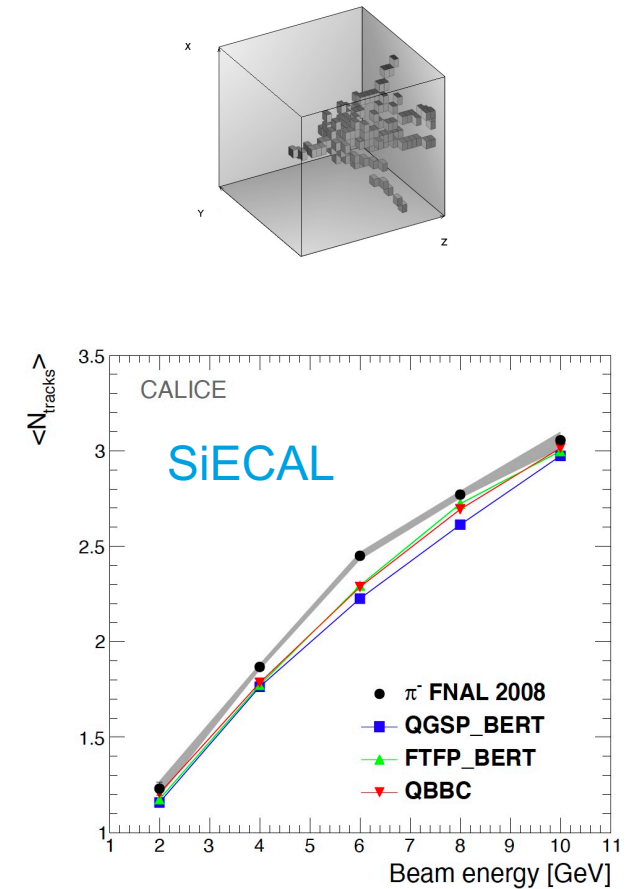 X
Y
Z
<N_tracks>
3.5
CALICE
SiECAL
3
2.5
2
π⁻ FNAL 2008
QGSP_BERT
1.5
FTFP_BERT
QBBC
1
1 2 3 4 5 6 7 8 9 10 11
Beam energy [GeV]